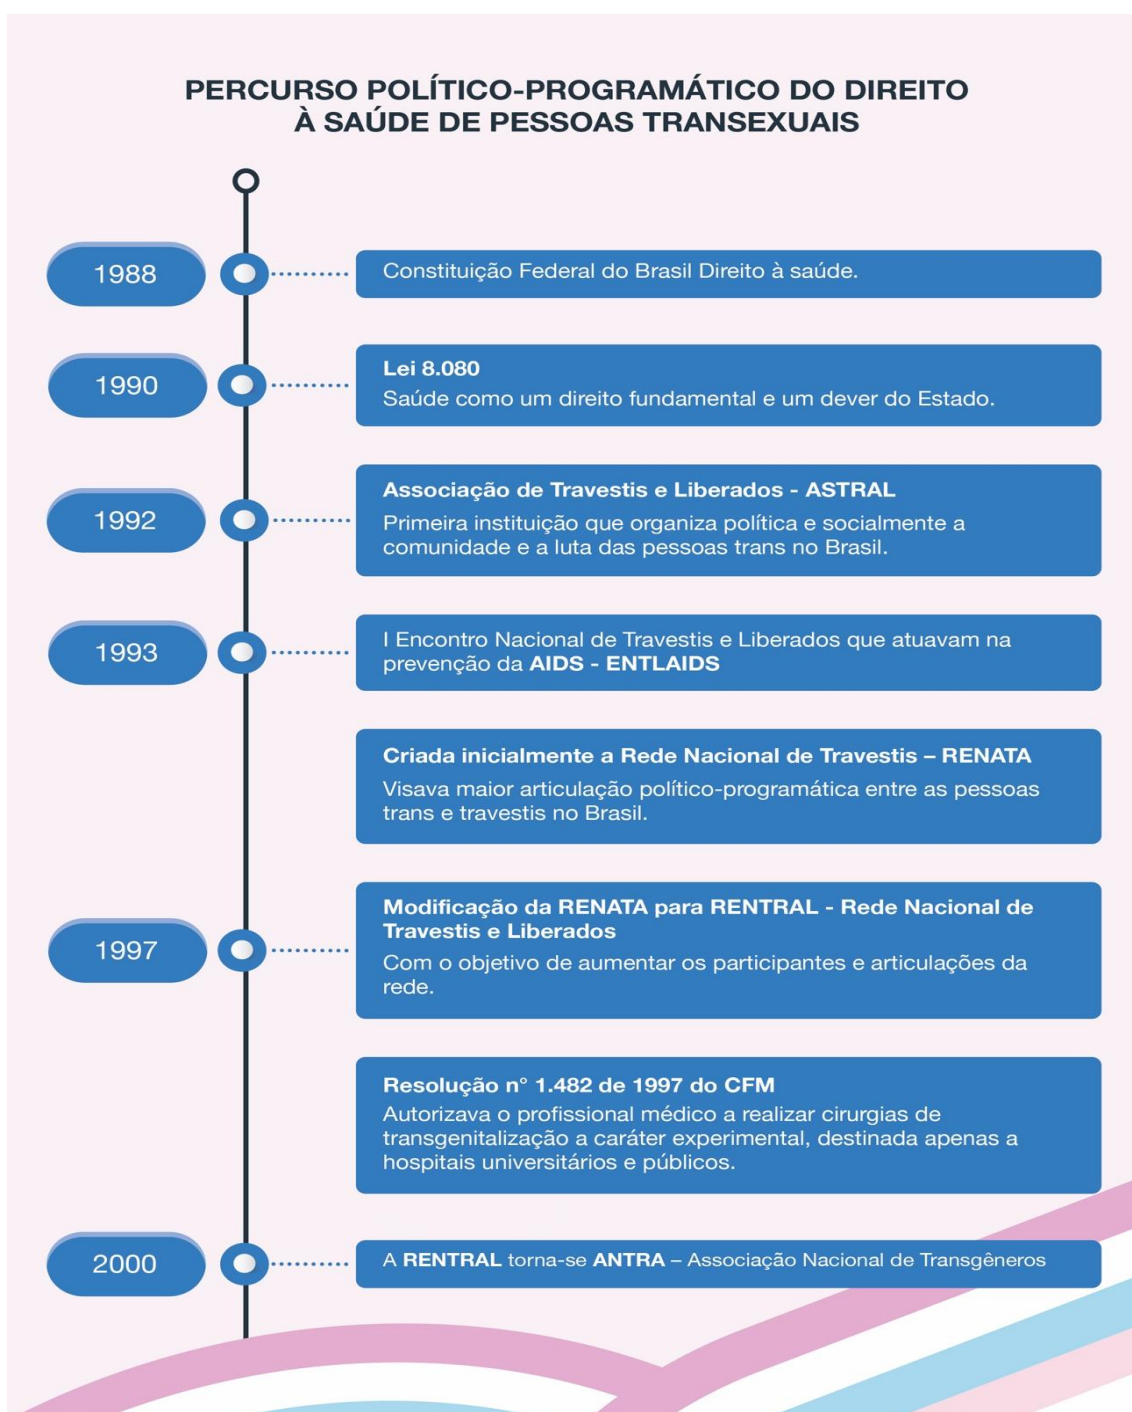 PERCURSO POLÍTICO-PROGRAMÁTICO DO DIREITO
À SAÚDE DE PESSOAS TRANSEXUAIS
1988
Constituição Federal do Brasil Direito à saúde.
1990
Lei 8.080
Saúde como um direito fundamental e um dever do Estado.
1992
Associação de Travestis e Liberados - ASTRAL
Primeira instituição que organiza política e socialmente a
comunidade e a luta das pessoas trans no Brasil.
1993
I Encontro Nacional de Travestis e Liberados que atuavam na
prevenção da AIDS - ENTLAIDS
Criada inicialmente a Rede Nacional de Travestis – RENATA
Visava maior articulação político-programática entre as pessoas
trans e travestis no Brasil.
1997
Modificação da RENATA para RENTRAL - Rede Nacional de
Travestis e Liberados
Com o objetivo de aumentar os participantes e articulações da
rede.
Resolução n° 1.482 de 1997 do CFM
Autorizava o profissional médico a realizar cirurgias de
transgenitalização a caráter experimental, destinada apenas a
hospitais universitários e públicos.
2000
A RENTRAL torna-se ANTRA – Associação Nacional de Transgêneros